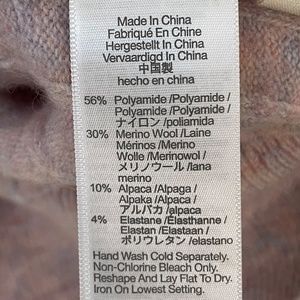 Made In China
Fabriqué En Chine
Hergestellt In China
Vervaardigd In China
中国製
hecho en china
56% Polyamide /Polyamide/
Polyamide /Polyamide/
ナイロン /poliamida
30% Merino Wool /Laine
Mérinos /Merino
Wolle /Merinowol /
メリノウール /lana
merino
10% Alpaca /Alpaga /
Alpaka /Alpaca /
アルパカ /alpaca
4% Elastane /Élasthanne /
Elastan /Elastaan /
ポリウレタン /elastano
Hand Wash Cold Separately.
Non-Chlorine Bleach Only.
Reshape And Lay Flat To Dry.
Iron On Lowest Setting.